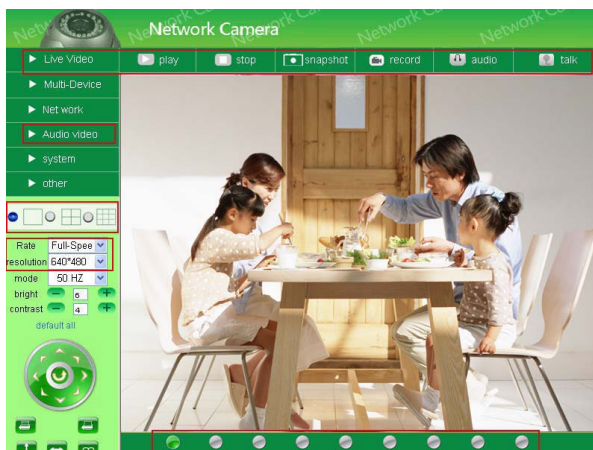 Network Camera
Live Video
play
stop
snapshot
record
audio
talk
Multi-Device
Net work
Audio video
system
other
Rate Full-Spee
resolution 640*480
mode 50 HZ
bright 6
contrast 4
default all